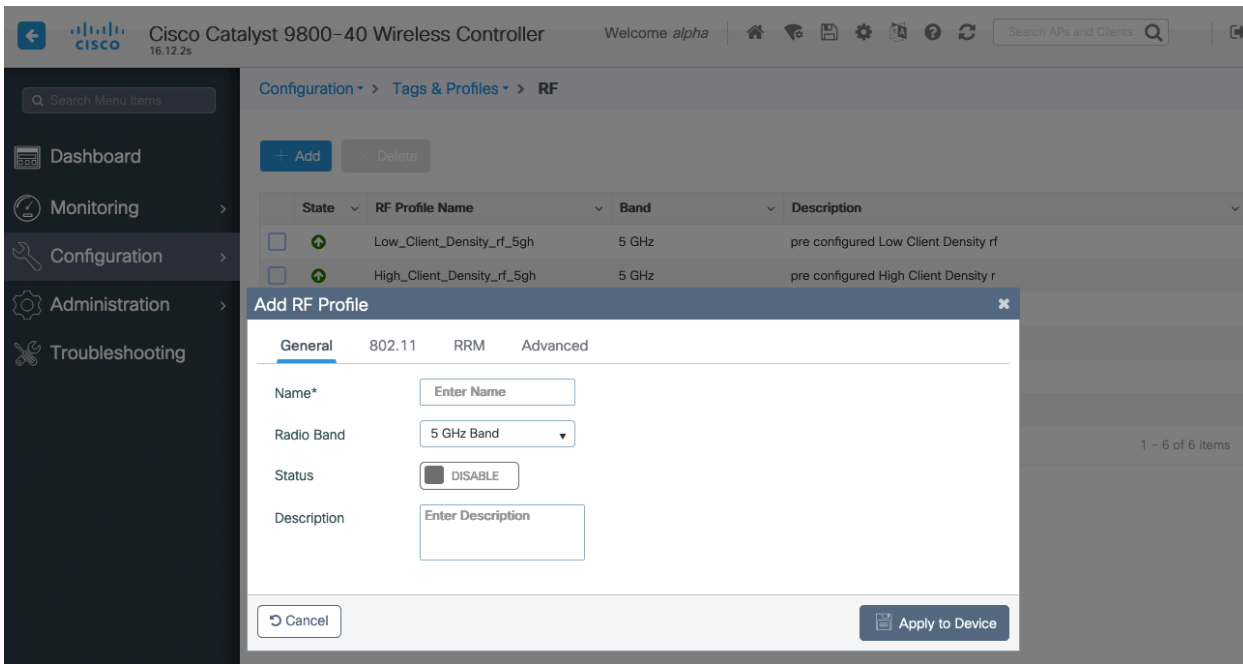 CISCO
Cisco Catalyst 9800-40 Wireless Controller
16.12.2s
Welcome alpha
Search APs and Clients
Search Menu Items
Dashboard
Monitoring
Configuration
Administration
Troubleshooting
Configuration > Tags & Profiles > RF
+ Add
× Delete
State RF Profile Name Band Description
Low_Client_Density_rf_5gh 5 GHz pre configured Low Client Density rf
High_Client_Density_rf_5gh 5 GHz pre configured High Client Density r
1 - 6 of 6 items
Add RF Profile
General 802.11 RRM Advanced
Name* Enter Name
Radio Band 5 GHz Band
Status DISABLE
Description Enter Description
Cancel
Apply to Device